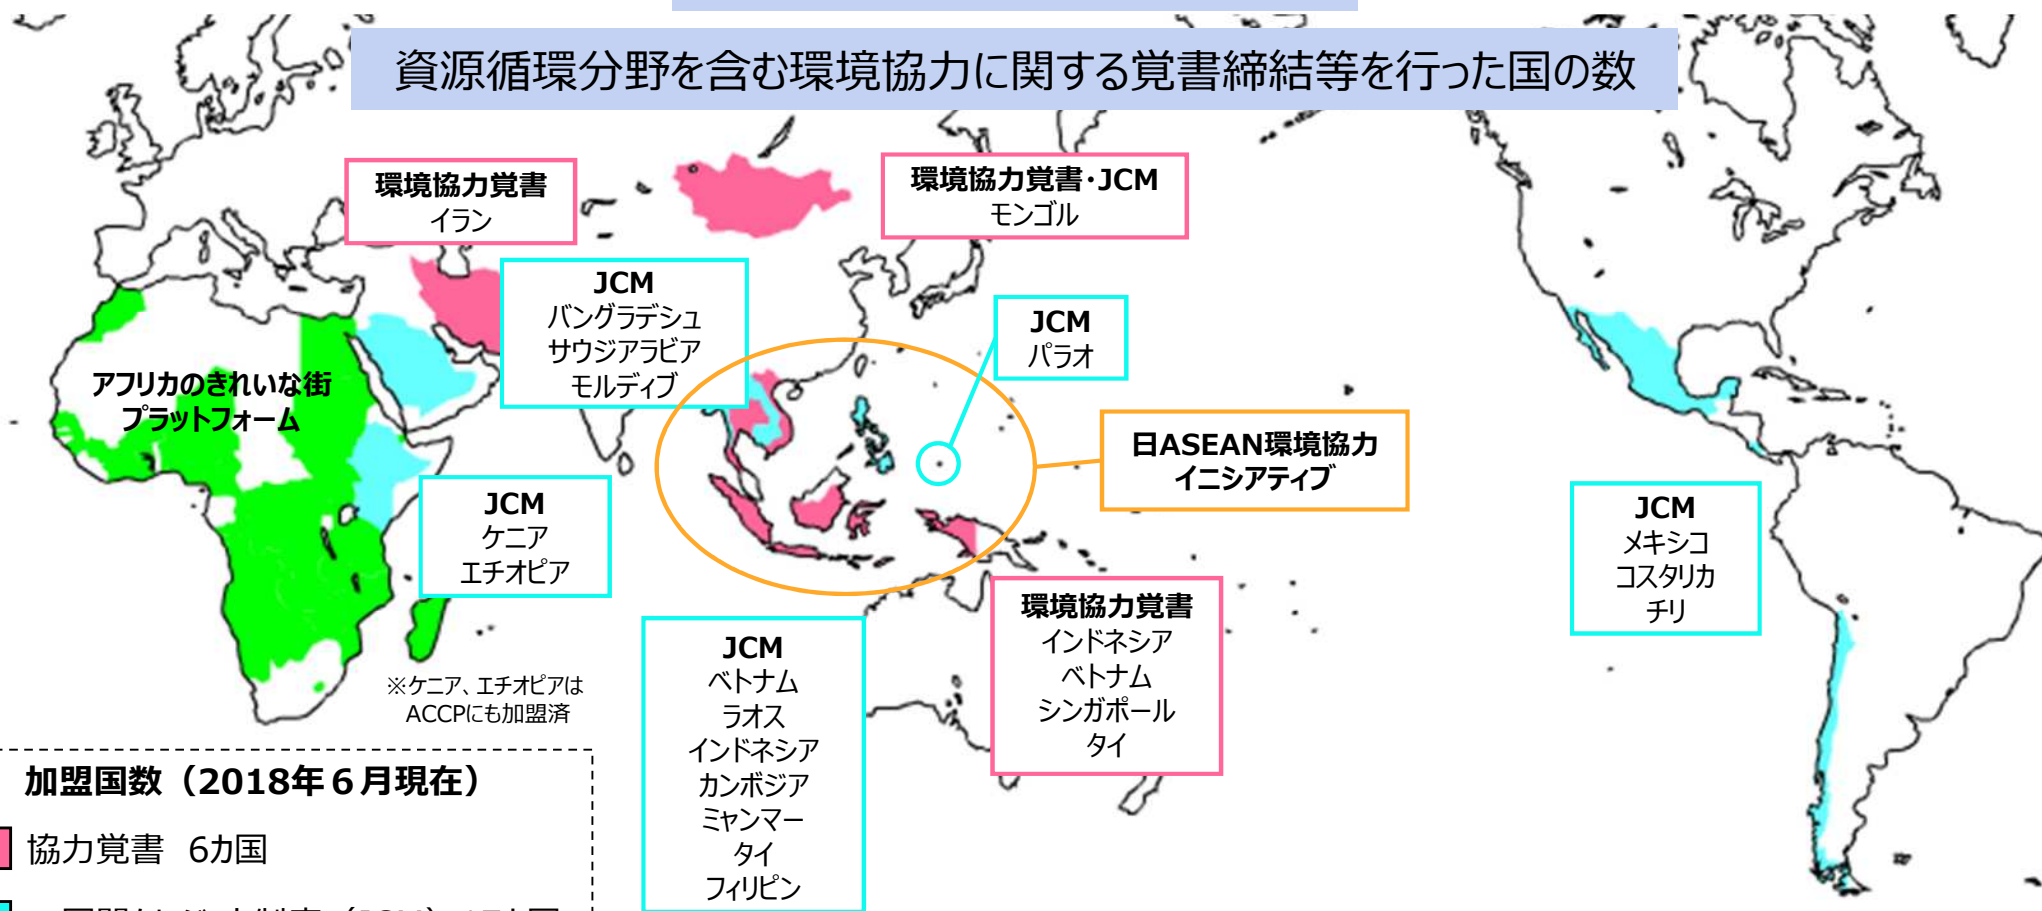 資源循環分野を含む環境協力に関する覚書締結等を行った国の数
環境協力覚書
イラン
環境協力覚書・JCM
モンゴル
JCM
バングラデシュ
サウジアラビア
モルディブ
JCM
パラオ
アフリカのきれいな街
プラットフォーム
日ASEAN環境協力
イニシアティブ
JCM
ケニア
エチオピア
JCM
メキシコ
コスタリカ
チリ
環境協力覚書
インドネシア
ベトナム
シンガポール
タイ
JCM
ベトナム
ラオス
インドネシア
カンボジア
ミャンマー
タイ
フィリピン
※ケニア、エチオピアは
ACCPにも加盟済
加盟国数（2018年６月現在）
協力覚書 6カ国